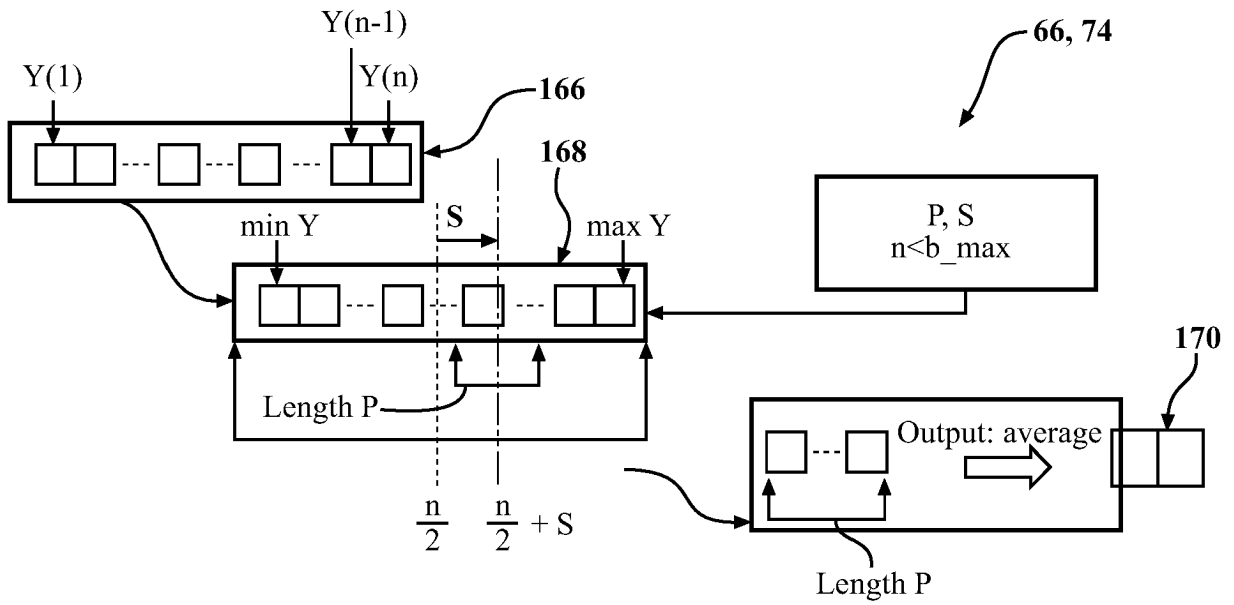 Y(n-1)
66, 74
Y(1)
Y(n)
166
168
min Y
S
max Y
P, S
n<b_max
170
Length P
Output: average
n/2
n/2 + S
Length P